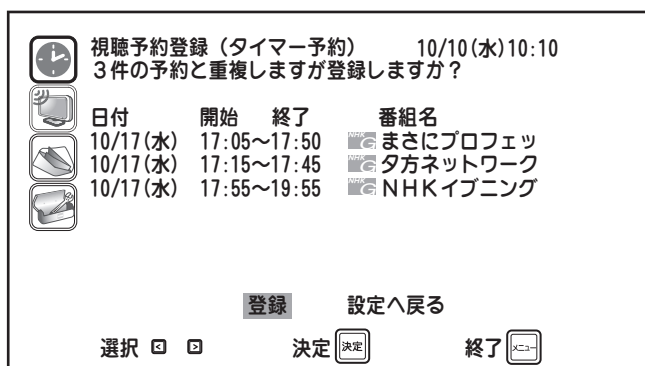 視聴予約登録（タイマー予約） 10/10(水)10:10
３件の予約と重複しますが登録しますか？
日付 開始 終了 番組名
10/17(水) 17:05～17:50 NHK G まさにプロフェッ
10/17(水) 17:15～17:45 NHK G 夕方ネットワーク
10/17(水) 17:55～19:55 NHK G ＮＨＫイブニング
登録 設定へ戻る
選択 < > 決定 決定 終了 メニュー